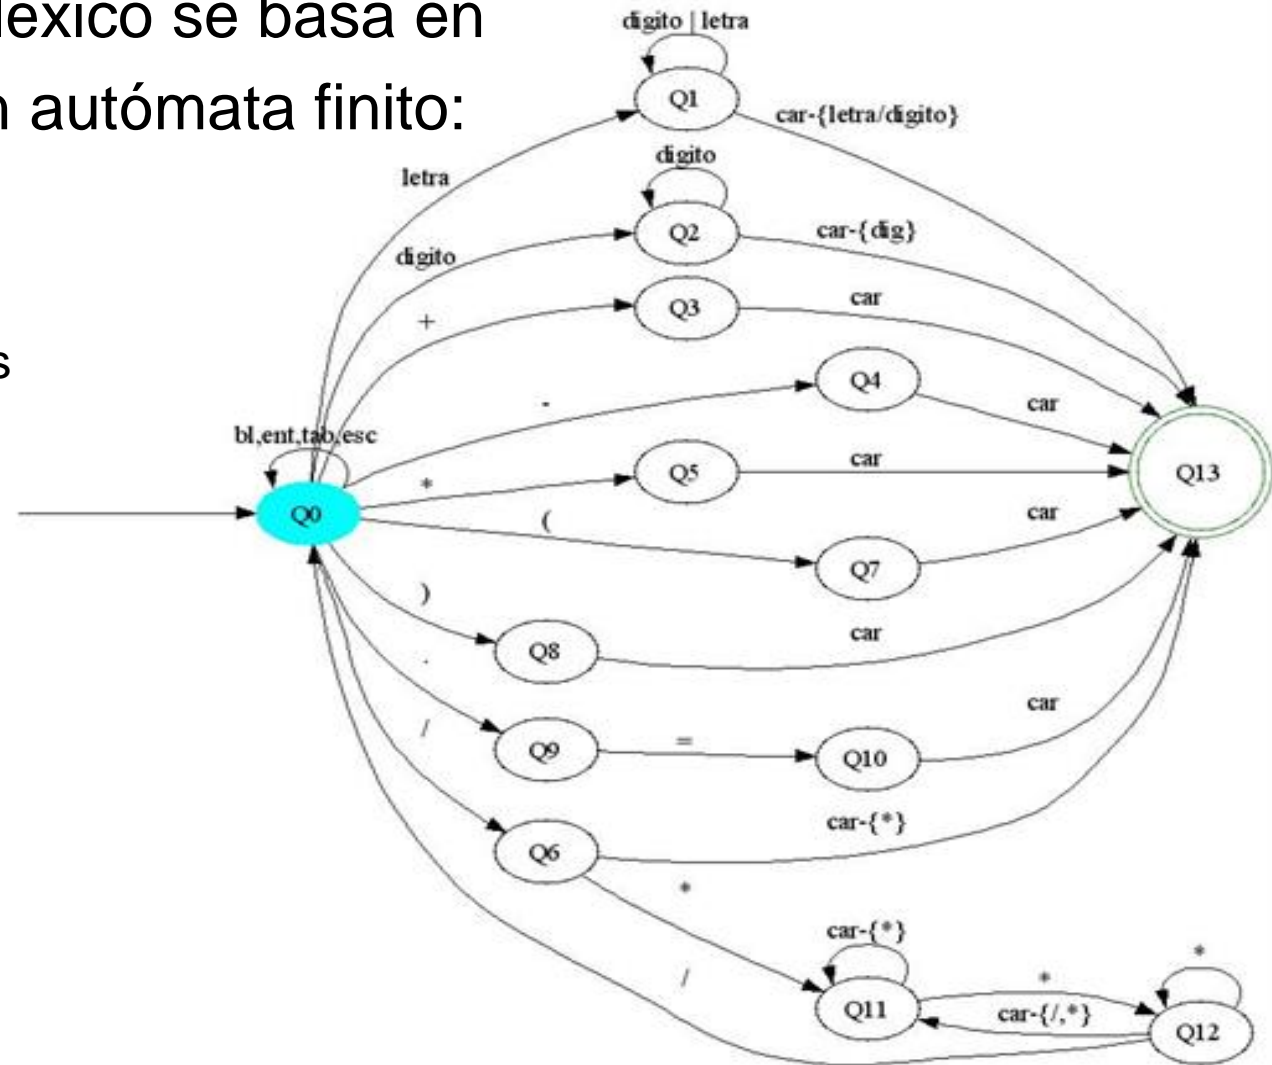 léxico se basa en
n autómata finito:
s
digito | letra
Q1
car-{letra/digito}
letra
digito
Q2
car-{dig}
digito
Q3
car
+
Q4
car
-
bl,ent,tab,esc
Q0
*
Q5
car
Q13
(
Q7
car
)
Q8
car
.
Q9
=
Q10
car
/
Q6
car-{*}
*
car-{*}
Q11
*
car-{/,*}
*
Q12
/